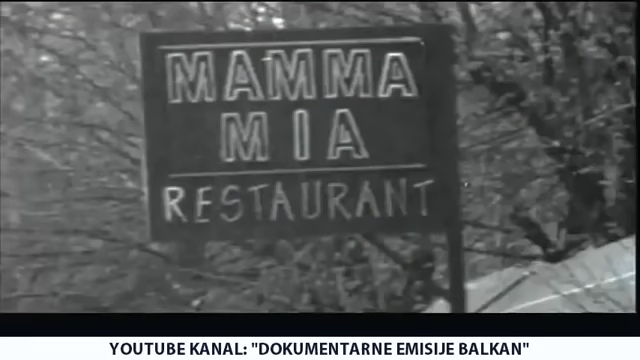 MAMMA
MIA
RESTAURANT
YOUTUBE KANAL: "DOKUMENTARNE EMISIJE BALKAN"